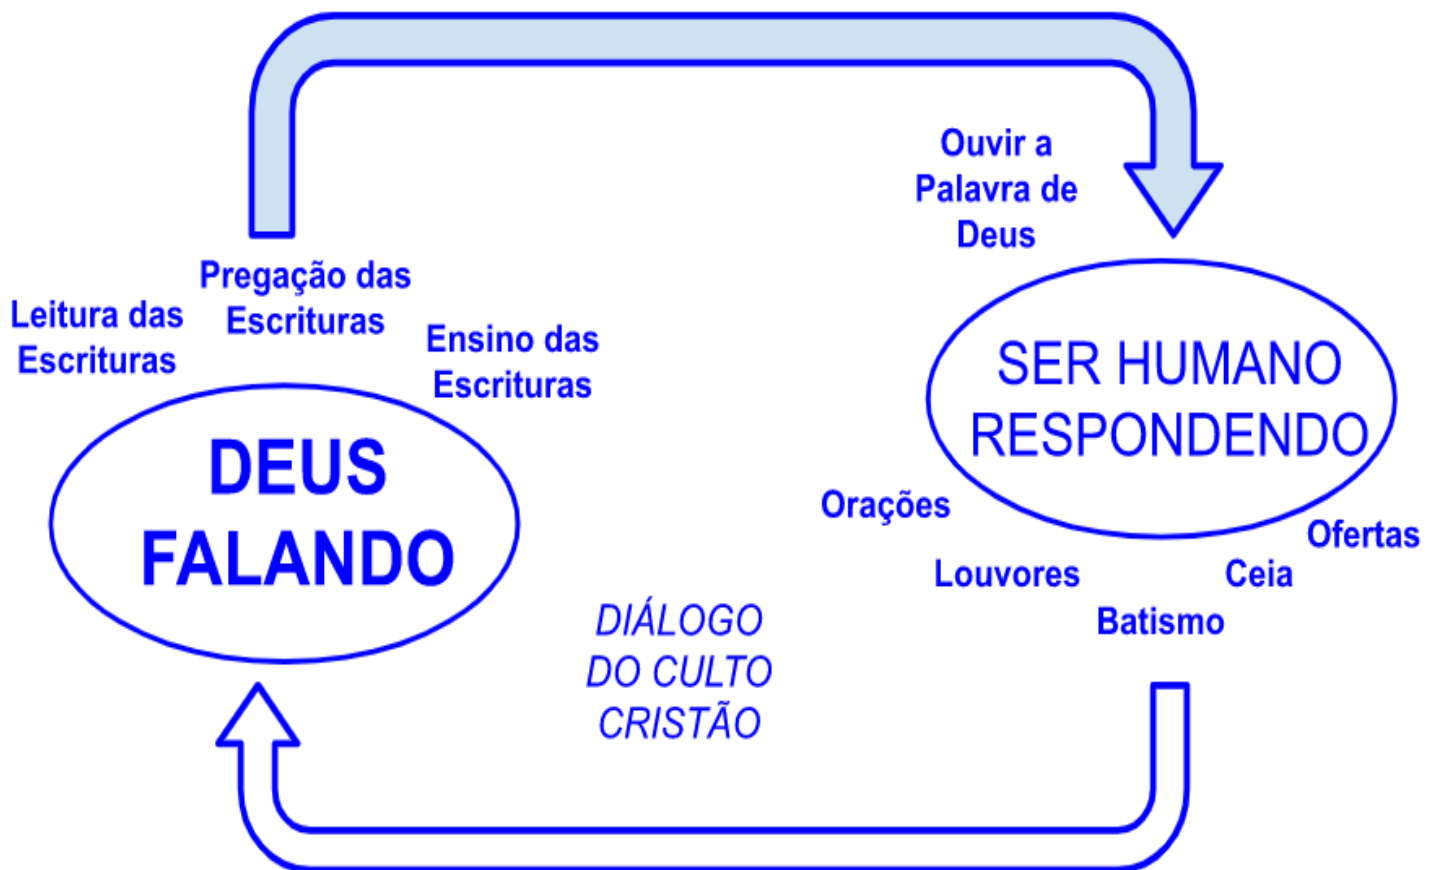 Leitura das
Escrituras
Pregação das
Escrituras
Ensino das
Escrituras
DEUS
FALANDO
Ouvir a
Palavra de
Deus
SER HUMANO
RESPONDENDO
Orações
Louvores
Batismo
Ceia
Ofertas
DIÁLOGO
DO CULTO
CRISTÃO